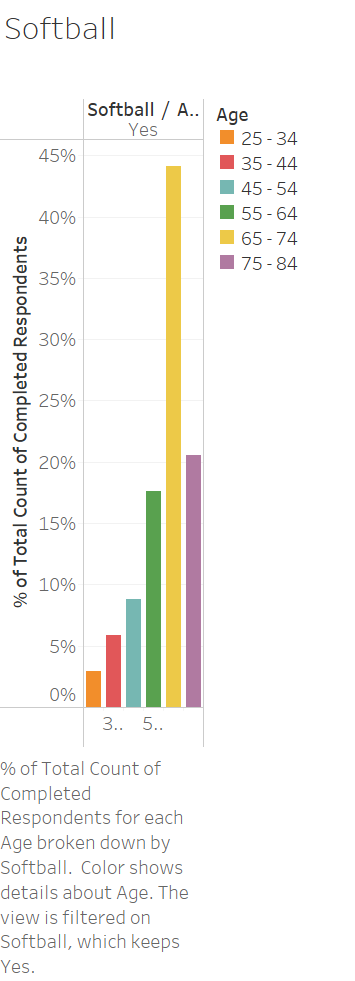 Softball
Softball / A..
Yes
Age
25 - 34
35 - 44
45 - 54
55 - 64
65 - 74
75 - 84
% of Total Count of Completed Respondents
45%
40%
35%
30%
25%
20%
15%
10%
5%
0%
3.. 5..
% of Total Count of
Completed
Respondents for each
Age broken down by
Softball. Color shows
details about Age. The
view is filtered on
Softball, which keeps
Yes.